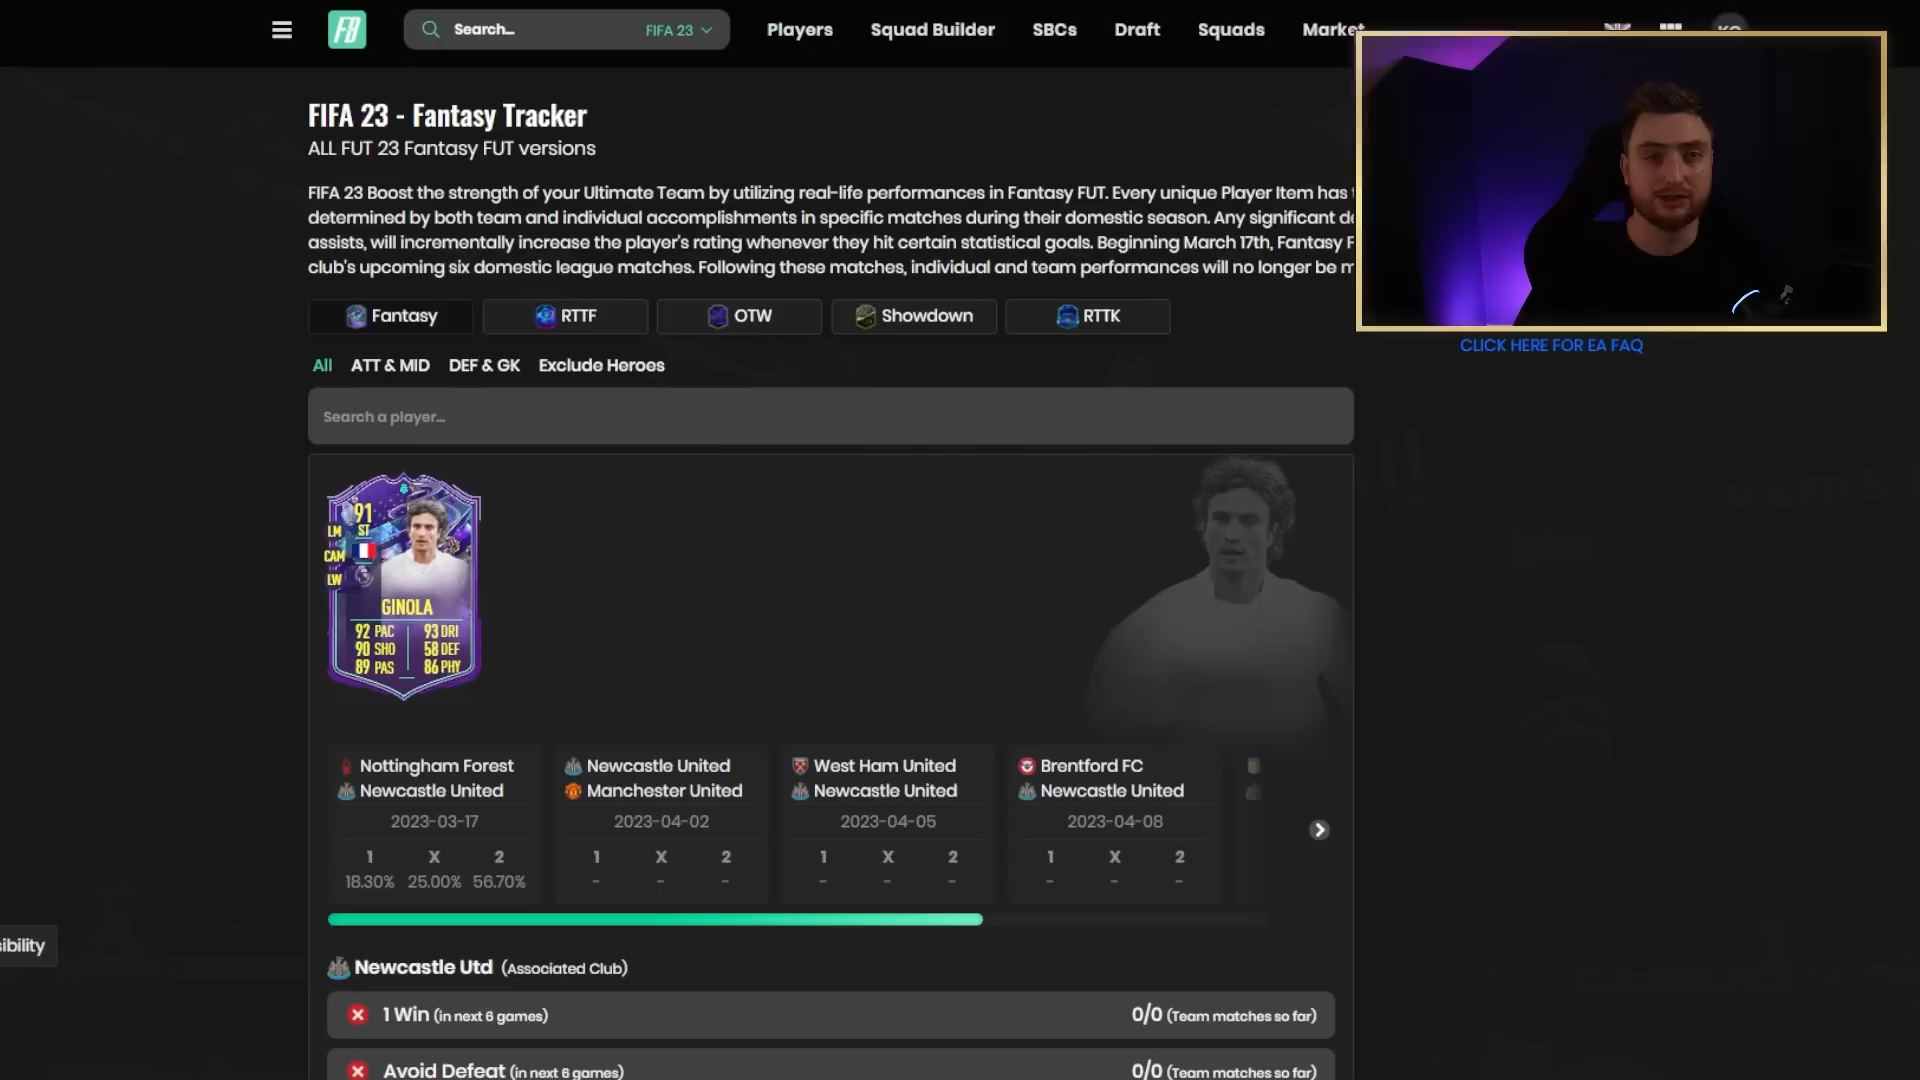 FB Search... FIFA 23 Players Squad Builder SBCs Draft Squads Market
FIFA 23 - Fantasy Tracker
ALL FUT 23 Fantasy FUT versions
FIFA 23 Boost the strength of your Ultimate Team by utilizing real-life performances in Fantasy FUT. Every unique Player Item has
determined by both team and individual accomplishments in specific matches during their domestic season. Any significant
assists, will incrementally increase the player's rating whenever they hit certain statistical goals. Beginning March 17th, Fantasy
club's upcoming six domestic league matches. Following these matches, individual and team performances will no longer be
Fantasy RTTF OTW Showdown RTTK
CLICK HERE FOR EA FAQ
All ATT & MID DEF & GK Exclude Heroes
Search a player...
91
LM ST
CAM
LW
GINOLA
92 PAC 93 DRI
90 SHO 58 DEF
89 PAS 86 PHY
Nottingham Forest
Newcastle United
2023-03-17
1 X 2
18.30% 25.00% 56.70%
Newcastle United
Manchester United
2023-04-02
1 X 2
- - -
West Ham United
Newcastle United
2023-04-05
1 X 2
- - -
Brentford FC
Newcastle United
2023-04-08
1 X 2
- - -
sibility
Newcastle Utd (Associated Club)
1 Win (in next 6 games) 0/0 (Team matches so far)
Avoid Defeat (in next 6 games) 0/0 (Team matches so far)